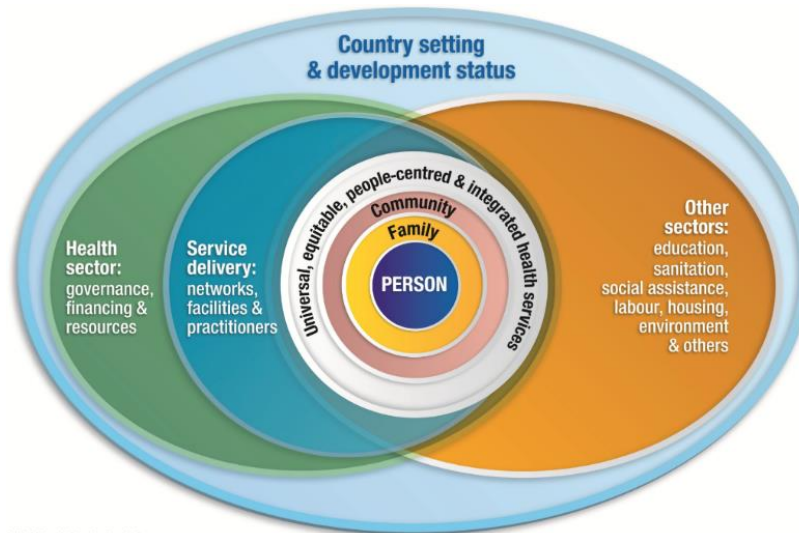 Country setting
& development status
Health
sector:
governance,
financing &
resources
Service
delivery:
networks,
facilities &
practitioners
Universal, equitable, people-centred & integrated health services
Community
Family
PERSON
Other
sectors:
education,
sanitation,
social assistance,
labour, housing,
environment
& others